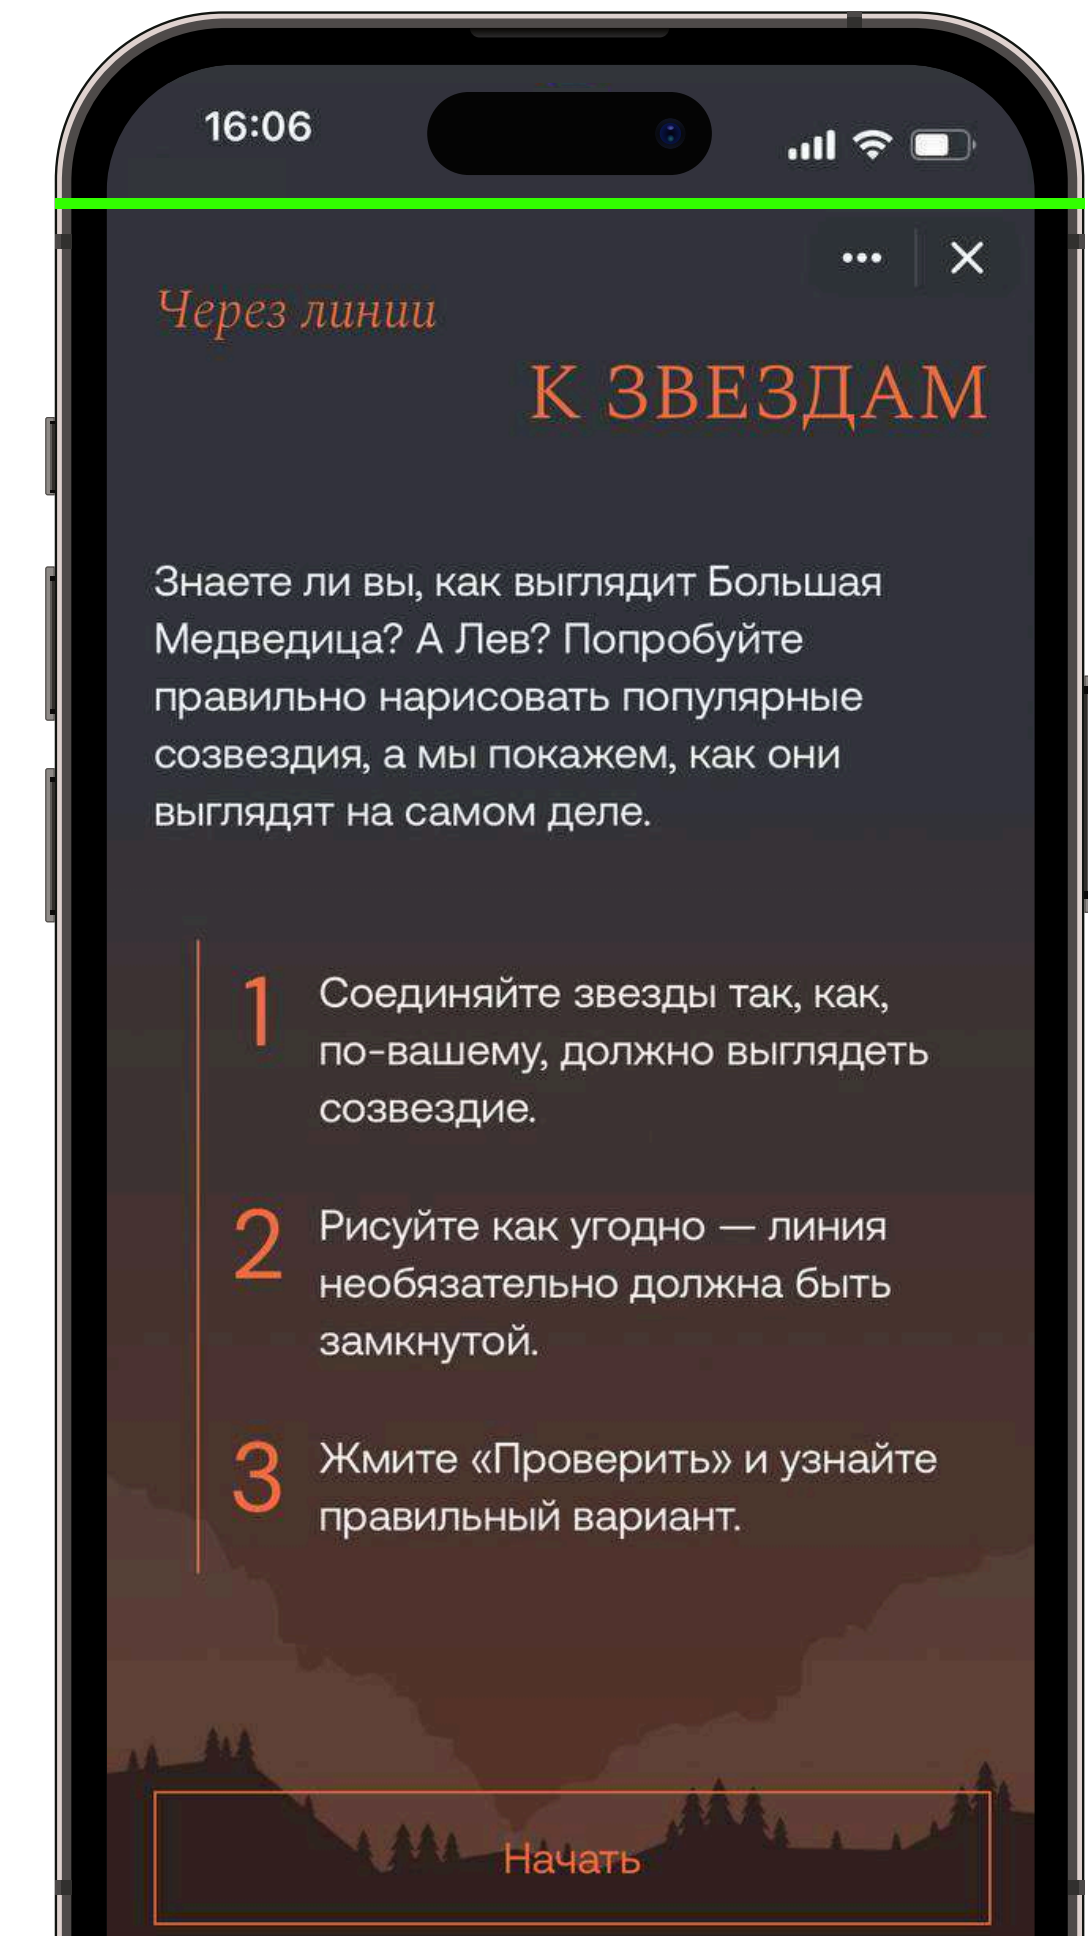 16:06
Через линии
К ЗВЕЗДАМ
Знаете ли вы, как выглядит Большая
Медведица? А Лев? Попробуйте
правильно нарисовать популярные
созвездия, а мы покажем, как они
выглядят на самом деле.
1 Соединяйте звезды так, как,
по-вашему, должно выглядеть
созвездие.
2 Рисуйте как угодно — линия
необязательно должна быть
замкнутой.
3 Жмите «Проверить» и узнайте
правильный вариант.
Начать